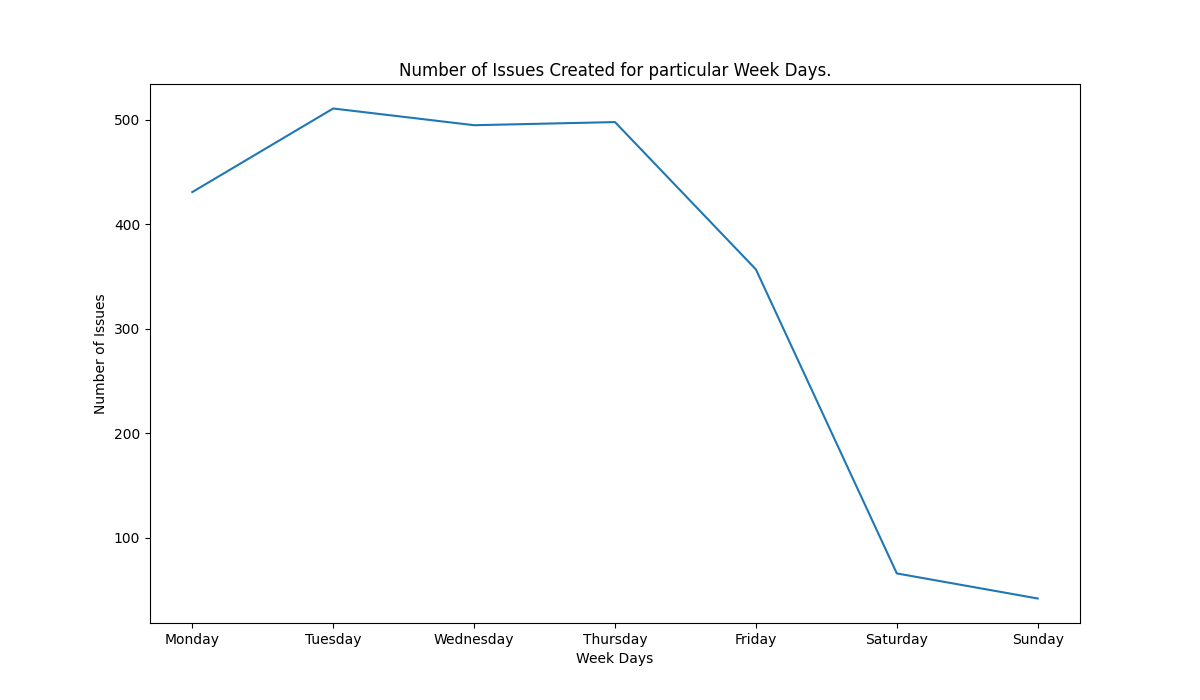 Number of Issues Created for particular Week Days.
Number of Issues
500
400
300
200
100
Monday Tuesday Wednesday Thursday Friday Saturday Sunday
Week Days